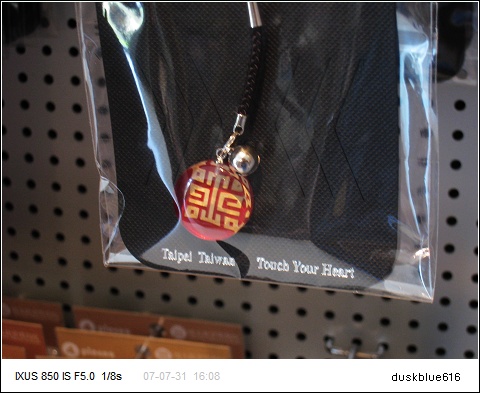 Taipei Taiwan Touch Your Heart
IXUS 850 IS F5.0 1/8s 07-07-31 16:08 duskblue616